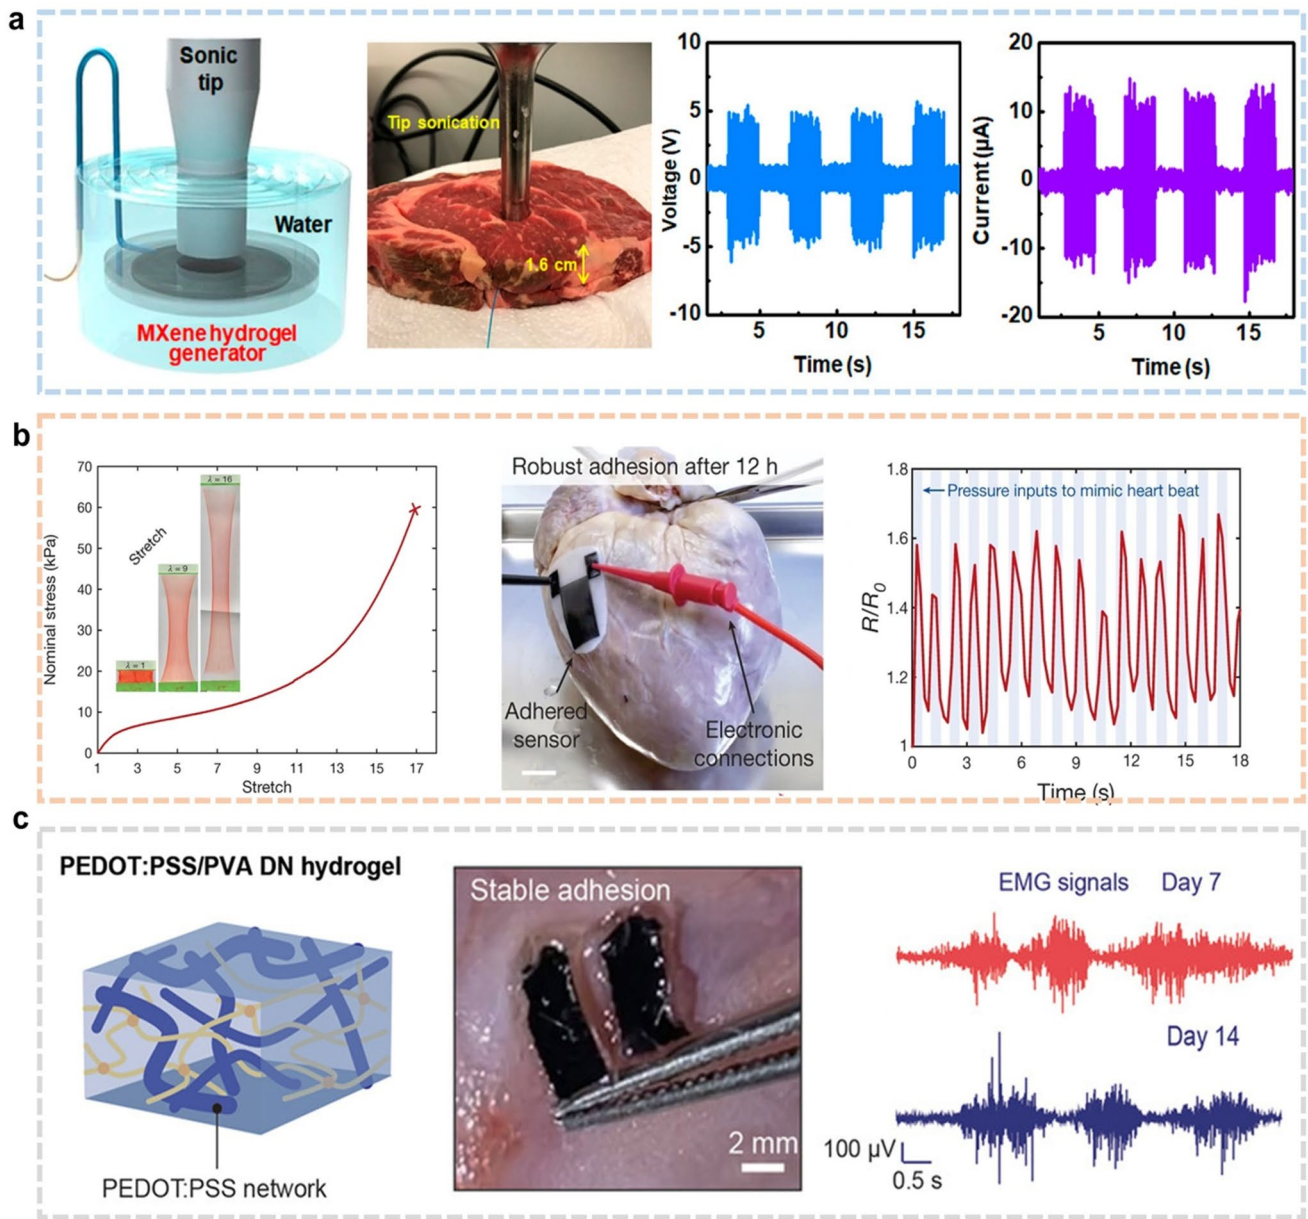 a
Sonic
tip
Water
MXene hydrogel
generator
Tip sonication
1.6 cm
10
5
0
-5
-10
Voltage (V)
5
10
15
Time (s)
20
10
0
-10
-20
Current (µA)
5
10
15
Time (s)
b
70
60
50
40
30
20
10
0
Nominal stress (kPa)
Stretch
λ = 1
λ = 9
λ = 16
1
3
5
7
9
11
13
15
17
Stretch
Robust adhesion after 12 h
Adhered
sensor
Electronic
connections
1.8
1.6
1.4
1.2
1
R/R0
Pressure inputs to mimic heart beat
0
3
6
9
12
15
18
Time (s)
c
PEDOT:PSS/PVA DN hydrogel
PEDOT:PSS network
Stable adhesion
2 mm
EMG signals Day 7
Day 14
100 µV
0.5 s